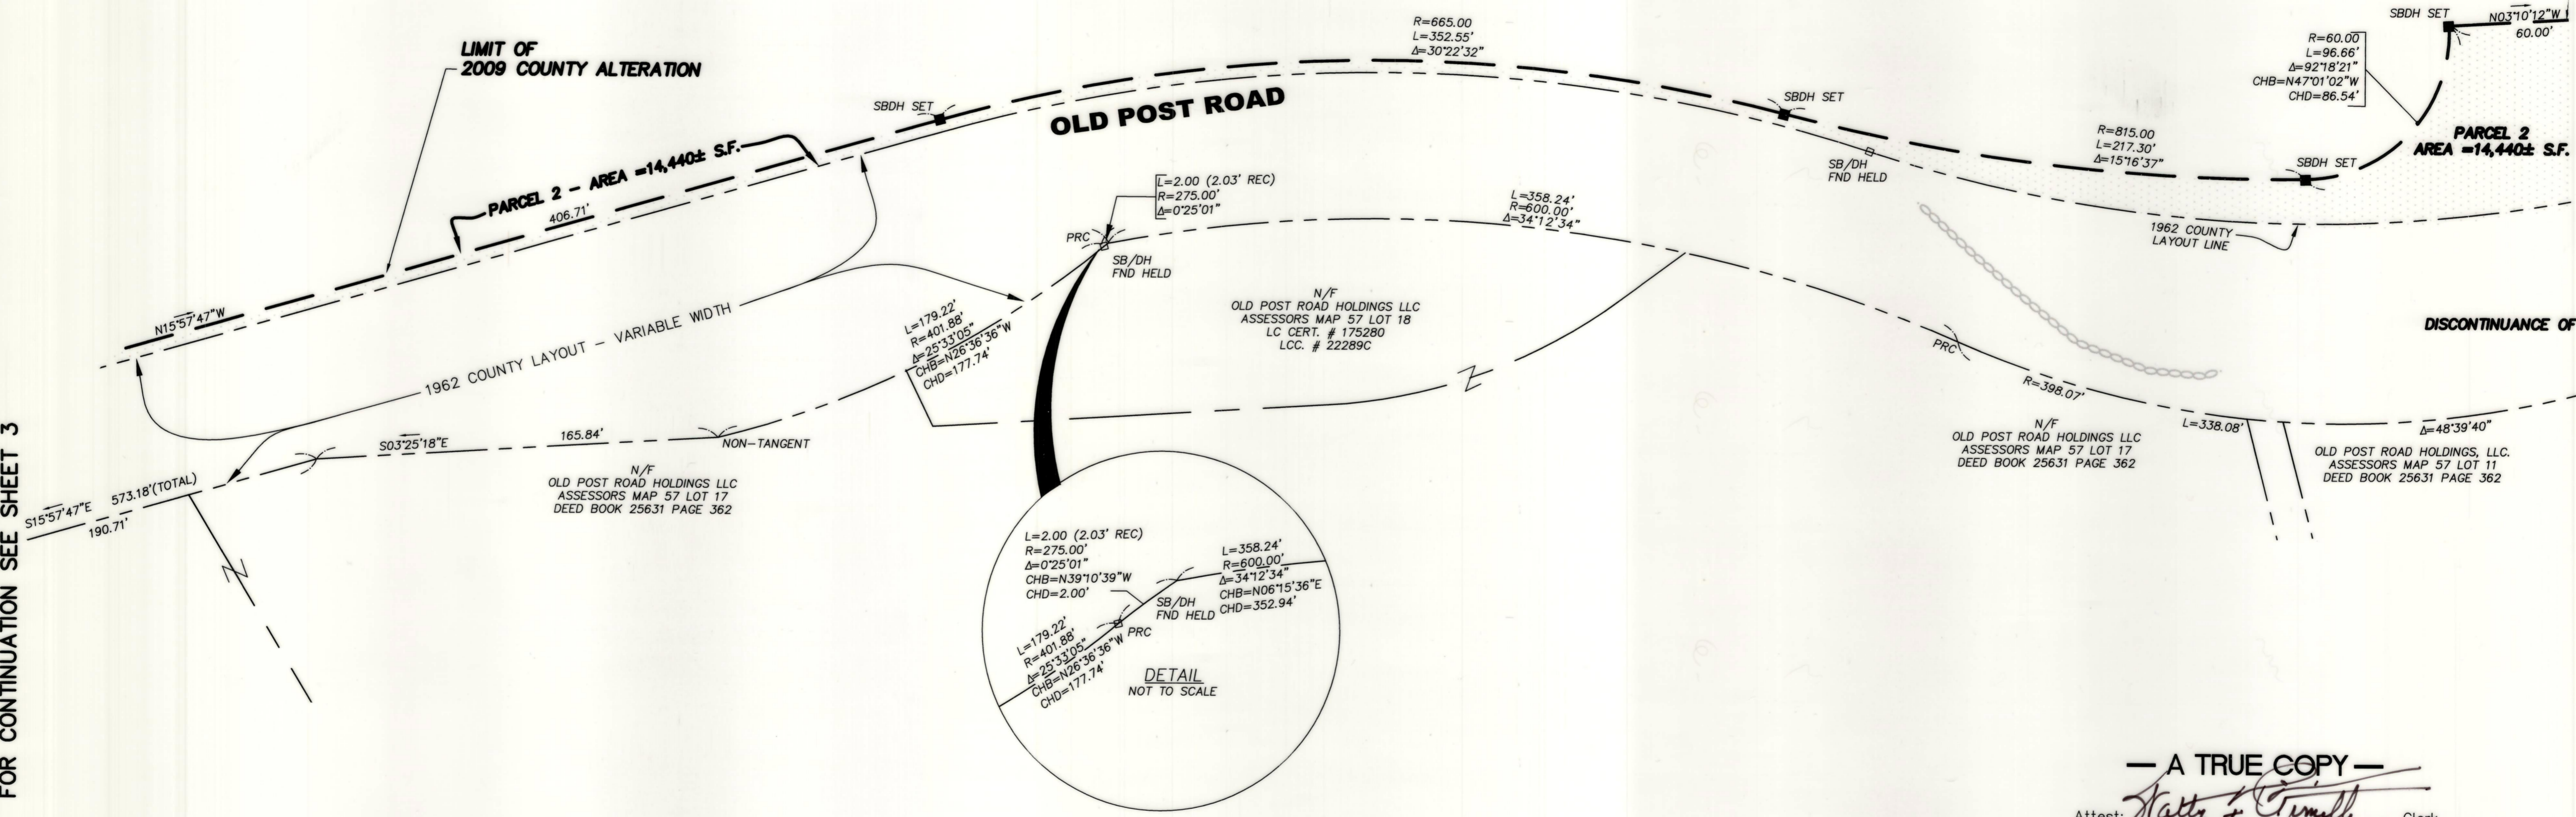 LIMIT OF
2009 COUNTY ALTERATION
R=665.00
L=352.55'
Δ=30°22'32"
SBDH SET
OLD POST ROAD
SBDH SET
SBDH SET
N03°10'12"W
60.00'
R=60.00
L=96.66'
Δ=92°18'21"
CHB=N47°01'02"W
CHD=86.54'
PARCEL 2
AREA =14,440± S.F.
R=815.00
L=217.30'
Δ=15°16'37"
SBDH SET
SB/DH
FND HELD
1962 COUNTY
LAYOUT LINE
PARCEL 2 - AREA =14,440± S.F.
406.71'
N15°57'47"W
L=2.00 (2.03' REC)
R=275.00'
Δ=0°25'01"
PRC
SB/DH
FND HELD
L=358.24'
R=600.00'
Δ=34°12'34"
1962 COUNTY LAYOUT - VARIABLE WIDTH
L=179.22'
R=401.88'
Δ=25°33'05"
CHB=N26°36'36"W
CHD=177.74'
N/F
OLD POST ROAD HOLDINGS LLC
ASSESSORS MAP 57 LOT 18
LC CERT. # 175280
LCC. # 22289C
DISCONTINUANCE OF
PRC
R=398.07'
L=338.08'
Δ=48°39'40"
N/F
OLD POST ROAD HOLDINGS LLC
ASSESSORS MAP 57 LOT 17
DEED BOOK 25631 PAGE 362
OLD POST ROAD HOLDINGS, LLC.
ASSESSORS MAP 57 LOT 11
DEED BOOK 25631 PAGE 362
FOR CONTINUATION SEE SHEET 3
S15°57'47"E 573.18'(TOTAL)
190.71'
S03°25'18"E 165.84'
NON-TANGENT
N/F
OLD POST ROAD HOLDINGS LLC
ASSESSORS MAP 57 LOT 17
DEED BOOK 25631 PAGE 362
L=2.00 (2.03' REC)
R=275.00'
Δ=0°25'01"
CHB=N39°10'39"W
CHD=2.00'
L=358.24'
R=600.00'
Δ=34°12'34"
CHB=N06°15'36"E
CHD=352.94'
SB/DH
FND HELD
PRC
L=179.22'
R=401.88'
Δ=25°33'05"
CHB=N26°36'36"W
CHD=177.74'
DETAIL
NOT TO SCALE
— A TRUE COPY —
Attest: Clerk